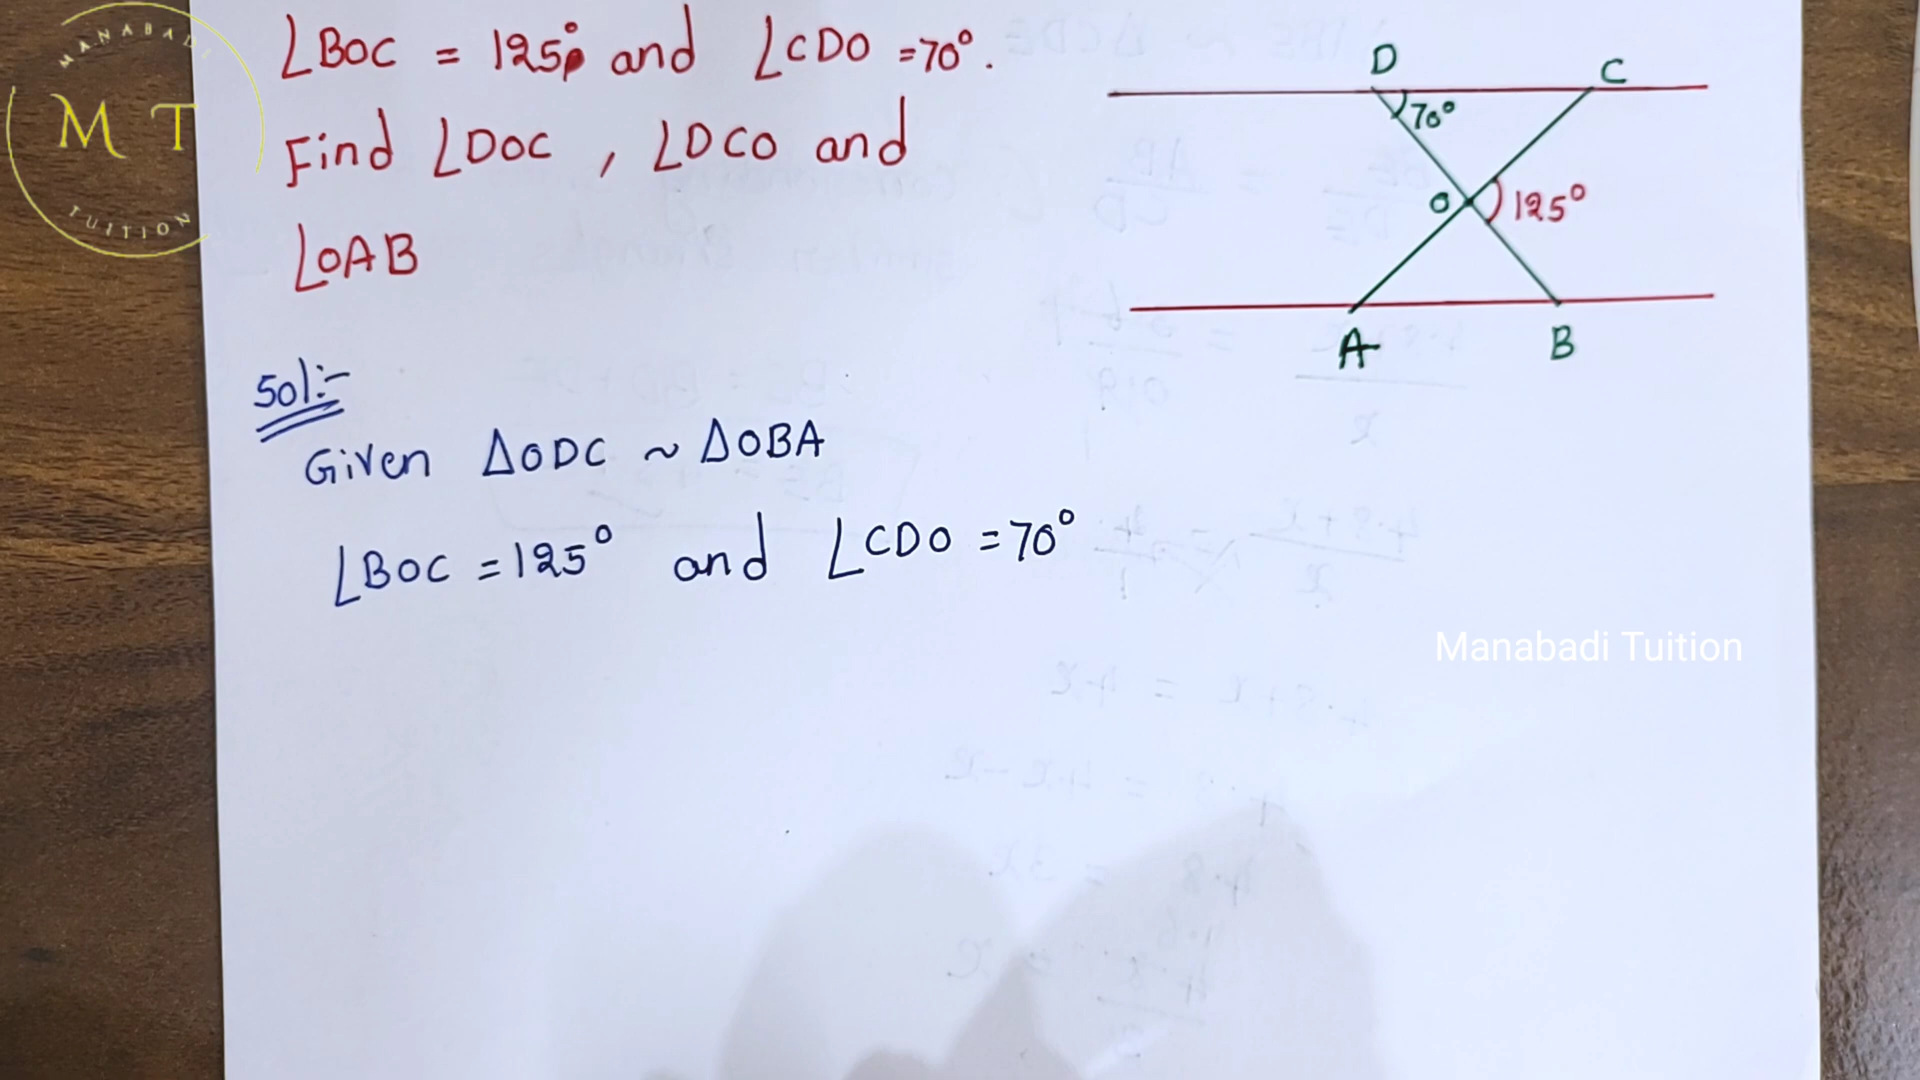 MANABADI
M T
TUITION
∠BOC = 125° and ∠CDO = 70°.
Find ∠DOC , ∠DCO and
∠OAB
D
C
70°
O
125°
A
B
Sol:-
Given ΔODC ~ ΔOBA
∠BOC = 125° and ∠CDO = 70°
Manabadi Tuition